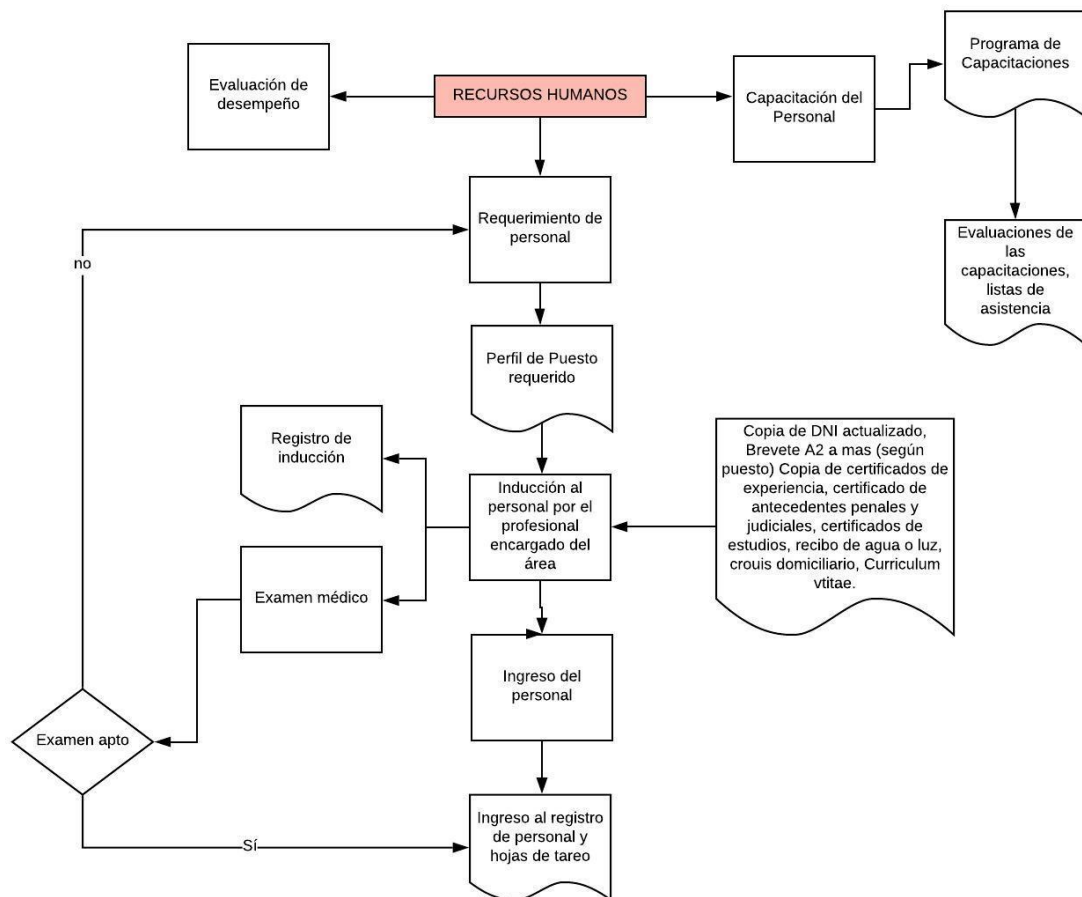 Evaluación de
desempeño
RECURSOS HUMANOS
Capacitación del
Personal
Programa de
Capacitaciones
Requerimiento de
personal
no
Evaluaciones de
las
capacitaciones,
listas de
asistencia
Perfil de Puesto
requerido
Registro de
inducción
Inducción al
personal por el
profesional
encargado del
área
Copia de DNI actualizado,
Brevete A2 a mas (según
puesto) Copia de certificados de
experiencia, certificado de
antecedentes penales y
judiciales, certificados de
estudios, recibo de agua o luz,
crouis domiciliario, Curriculum
vtitae.
Examen médico
Ingreso del
personal
Examen apto
Sí
Ingreso al registro
de personal y
hojas de tareo